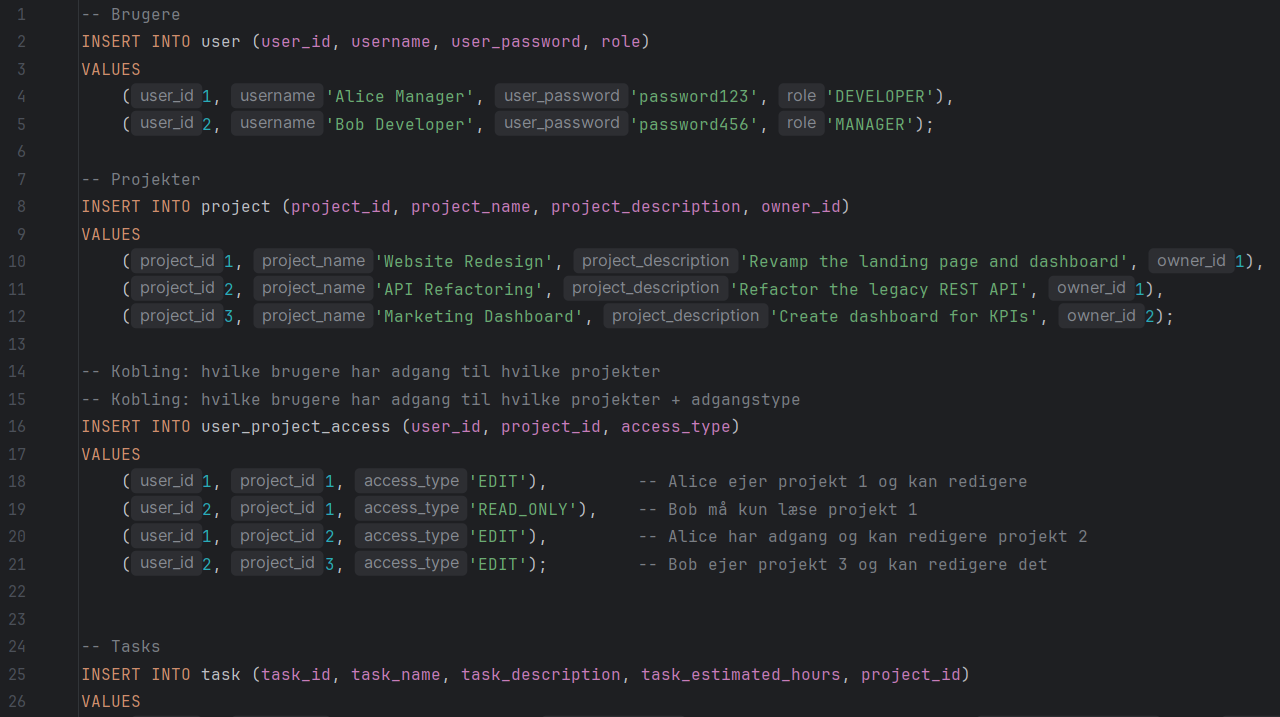 1 -- Brugere
2 INSERT INTO user (user_id, username, user_password, role)
3 VALUES
4 ( user_id 1, username 'Alice Manager', user_password 'password123', role 'DEVELOPER'),
5 ( user_id 2, username 'Bob Developer', user_password 'password456', role 'MANAGER');
6
7 -- Projekter
8 INSERT INTO project (project_id, project_name, project_description, owner_id)
9 VALUES
10 ( project_id 1, project_name 'Website Redesign', project_description 'Revamp the landing page and dashboard', owner_id 1),
11 ( project_id 2, project_name 'API Refactoring', project_description 'Refactor the legacy REST API', owner_id 1),
12 ( project_id 3, project_name 'Marketing Dashboard', project_description 'Create dashboard for KPIs', owner_id 2);
13
14 -- Kobling: hvilke brugere har adgang til hvilke projekter
15 -- Kobling: hvilke brugere har adgang til hvilke projekter + adgangstype
16 INSERT INTO user_project_access (user_id, project_id, access_type)
17 VALUES
18 ( user_id 1, project_id 1, access_type 'EDIT'), -- Alice ejer projekt 1 og kan redigere
19 ( user_id 2, project_id 1, access_type 'READ_ONLY'), -- Bob må kun læse projekt 1
20 ( user_id 1, project_id 2, access_type 'EDIT'), -- Alice har adgang og kan redigere projekt 2
21 ( user_id 2, project_id 3, access_type 'EDIT'); -- Bob ejer projekt 3 og kan redigere det
22
23
24 -- Tasks
25 INSERT INTO task (task_id, task_name, task_description, task_estimated_hours, project_id)
26 VALUES